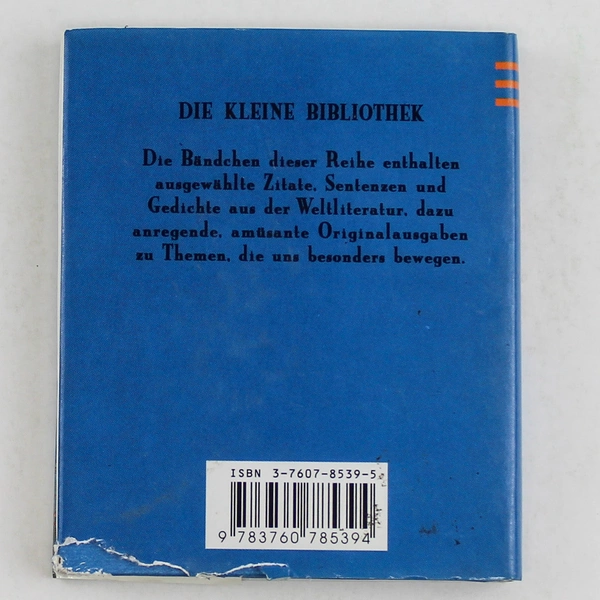 DIE KLEINE BIBLIOTHEK
Die Bändchen dieser Reihe enthalten
ausgewählte Zitate, Sentenzen und
Gedichte aus der Weltliteratur, dazu
anregende, amüsante Originalausgaben
zu Themen, die uns besonders bewegen.
ISBN 3-7607-8539-5
9 783760 785394